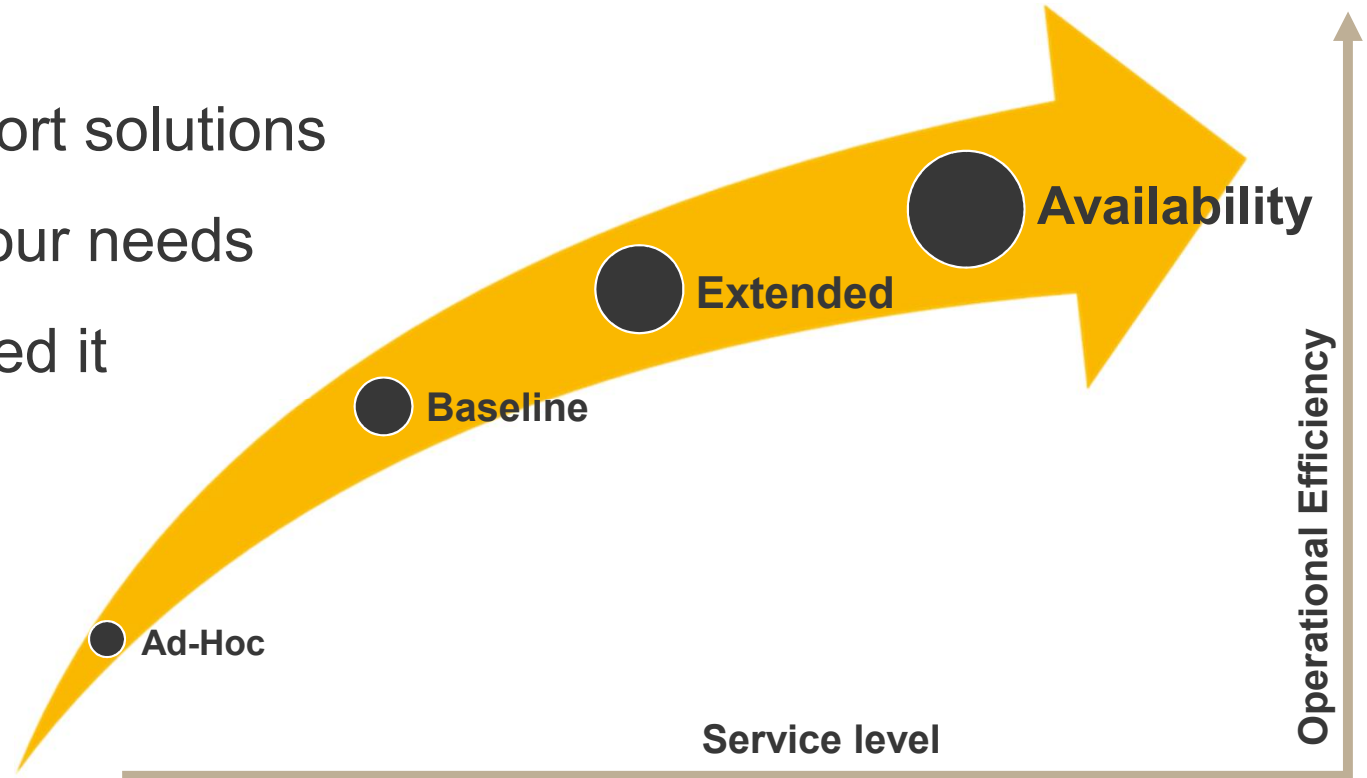 ort solutions
our needs
ed it
Availability
Extended
Baseline
Ad-Hoc
Service level
Operational Efficiency